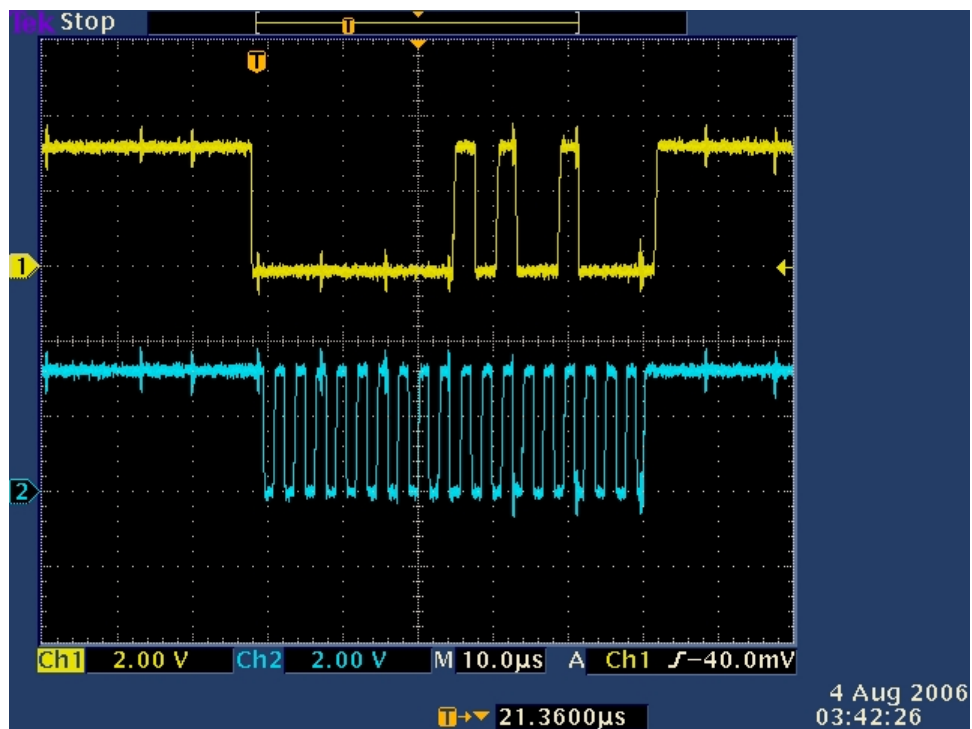 Tek Stop
T
T
1
2
Ch1 2.00 V Ch2 2.00 V M 10.0µs A Ch1 ʃ−40.0mV
T→▼ 21.3600µs
4 Aug 2006
03:42:26